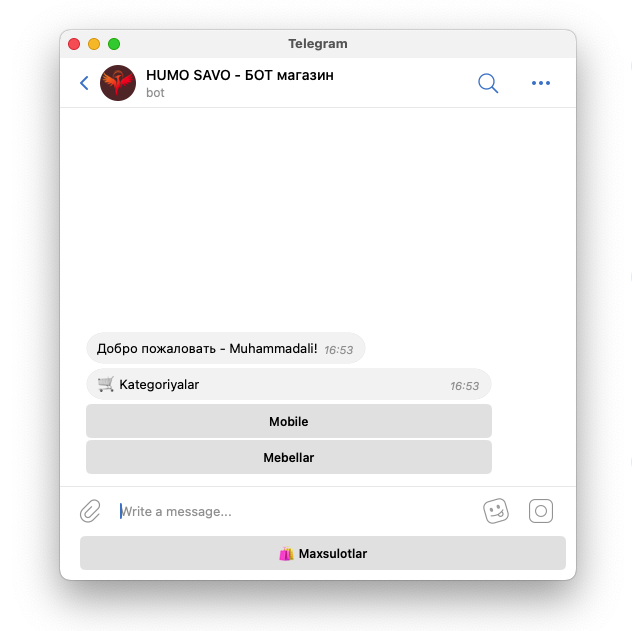 Telegram
HUMO SAVO - БОТ магазин
bot
Добро пожаловать - Muhammadali! 16:53
🛒 Kategoriyalar 16:53
Mobile
Mebellar
Write a message...
🛍 Maxsulotlar